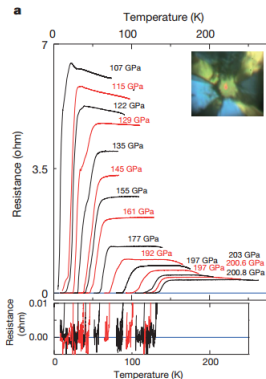 a
Temperature (K)
0 100 200
7
3.5
0
Resistance (ohm)
107 GPa
115 GPa
122 GPa
129 GPa
135 GPa
145 GPa
155 GPa
161 GPa
177 GPa
192 GPa
197 GPa
197 GPa
203 GPa
200.6 GPa
200.8 GPa
0.01
0.00
Resistance
(ohm)
0 100 200
Temperature (K)